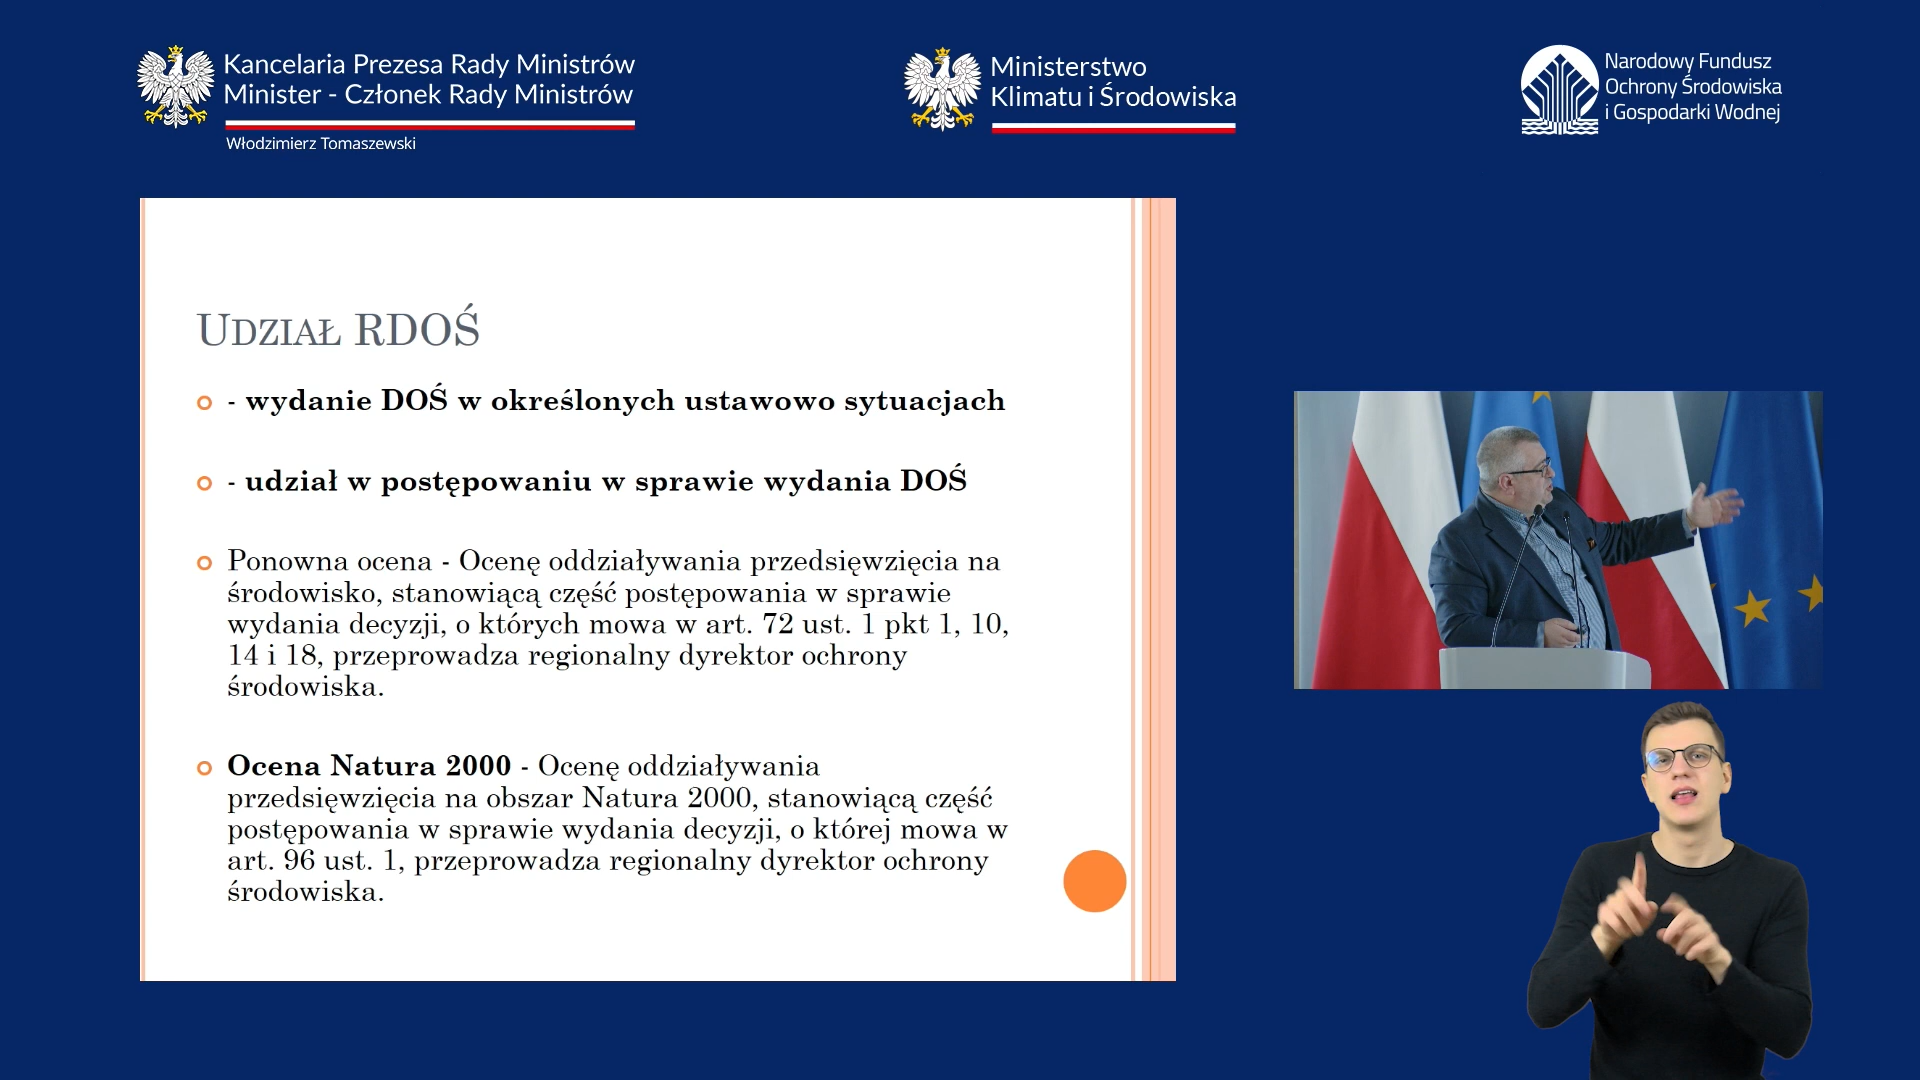 Kancelaria Prezesa Rady Ministrów
Minister - Członek Rady Ministrów
Włodzimierz Tomaszewski
Ministerstwo
Klimatu i Środowiska
Narodowy Fundusz
Ochrony Środowiska
i Gospodarki Wodnej
Udział RDOŚ
- wydanie DOŚ w określonych ustawowo sytuacjach
- udział w postępowaniu w sprawie wydania DOŚ
Ponowna ocena - Ocenę oddziaływania przedsięwzięcia na
środowisko, stanowiącą część postępowania w sprawie
wydania decyzji, o których mowa w art. 72 ust. 1 pkt 1, 10,
14 i 18, przeprowadza regionalny dyrektor ochrony
środowiska.
Ocena Natura 2000 - Ocenę oddziaływania
przedsięwzięcia na obszar Natura 2000, stanowiącą część
postępowania w sprawie wydania decyzji, o której mowa w
art. 96 ust. 1, przeprowadza regionalny dyrektor ochrony
środowiska.